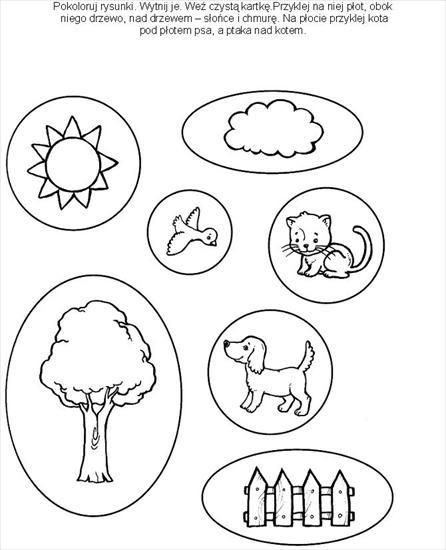 Pokoloruj rysunki. Wytnij je. Weź czystą kartkę.Przyklej na niej płot, obok
niego drzewo, nad drzewem – słońce i chmurę. Na płocie przyklej kota
pod płotem psa, a ptaka nad kotem.